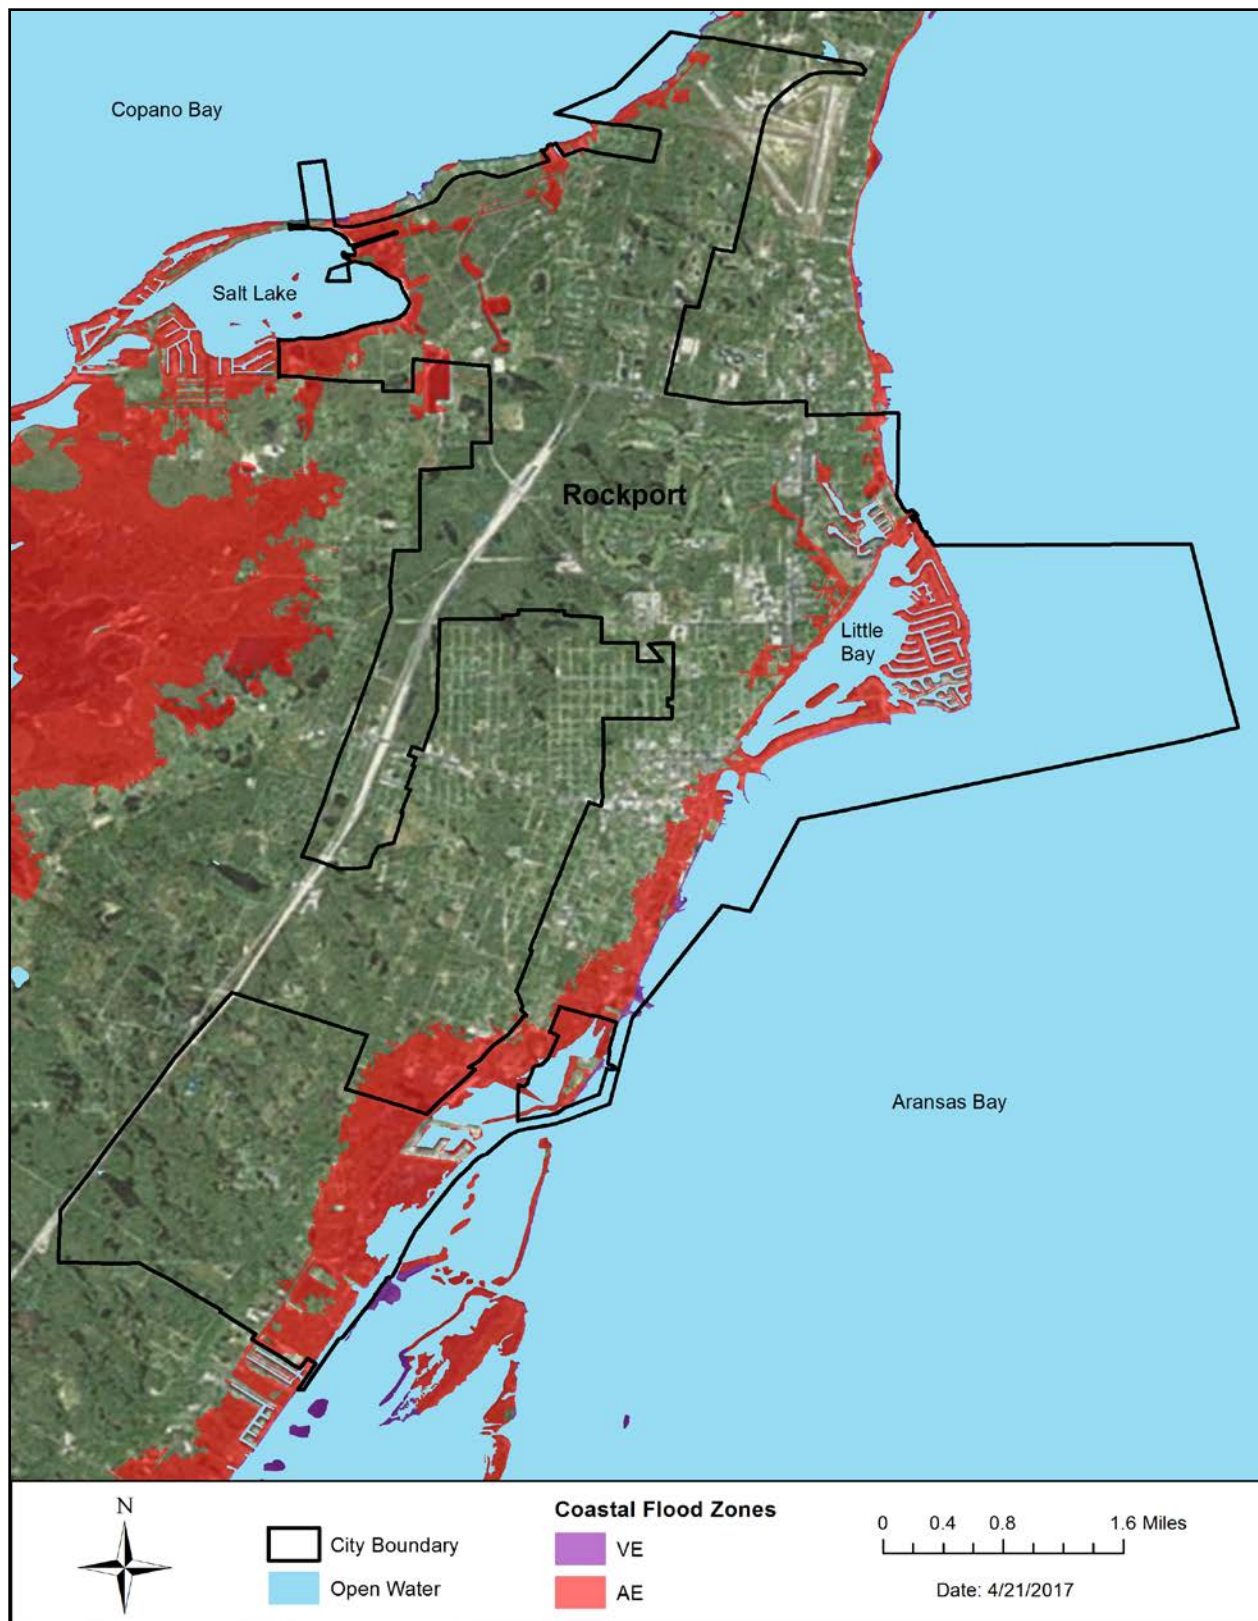 Copano Bay
Salt Lake
Rockport
Little
Bay
Aransas Bay
N
City Boundary
Open Water
Coastal Flood Zones
VE
AE
0 0.4 0.8 1.6 Miles
Date: 4/21/2017